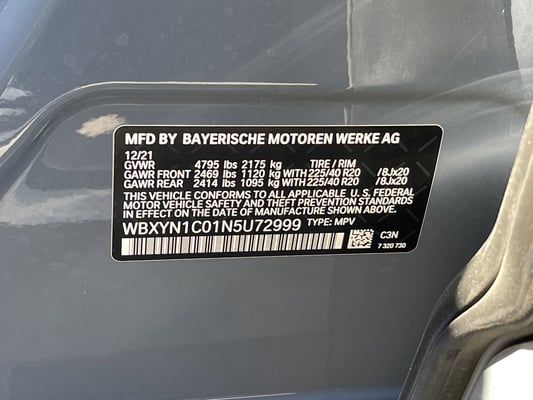 MFD BY BAYERISCHE MOTOREN WERKE AG
12/21
GVWR 4795 lbs 2175 kg TIRE / RIM
GAWR FRONT 2469 lbs 1120 kg WITH 225/40 R20 /8Jx20
GAWR REAR 2414 lbs 1095 kg WITH 225/40 R20 /8Jx20
THIS VEHICLE CONFORMS TO ALL APPLICABLE U. S. FEDERAL
MOTOR VEHICLE SAFETY, BUMPER AND THEFT PREVENTION STANDARDS
IN EFFECT ON THE DATE OF MANUFACTURE SHOWN ABOVE.
WBXYN1C01N5U72999 TYPE: MPV
C3N
7 320 730